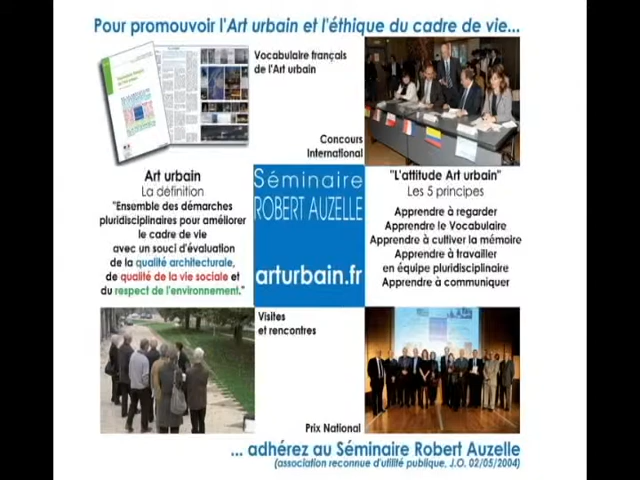 Pour promouvoir l'Art urbain et l'éthique du cadre de vie...
Vocabulaire français
de l'Art urbain
Concours
International
Art urbain
La définition
"Ensemble des démarches
pluridisciplinaires pour améliorer
le cadre de vie
avec un souci d'évaluation
de la qualité architecturale,
de qualité de la vie sociale et
du respect de l'environnement."
Séminaire
ROBERT AUZELLE
arturbain.fr
"L'attitude Art urbain"
Les 5 principes
Apprendre à regarder
Apprendre le Vocabulaire
Apprendre à cultiver la mémoire
Apprendre à travailler
en équipe pluridisciplinaire
Apprendre à communiquer
Visites
et rencontres
Prix National
... adhérez au Séminaire Robert Auzelle
(association reconnue d'utilité publique, J.O. 02/05/2004)